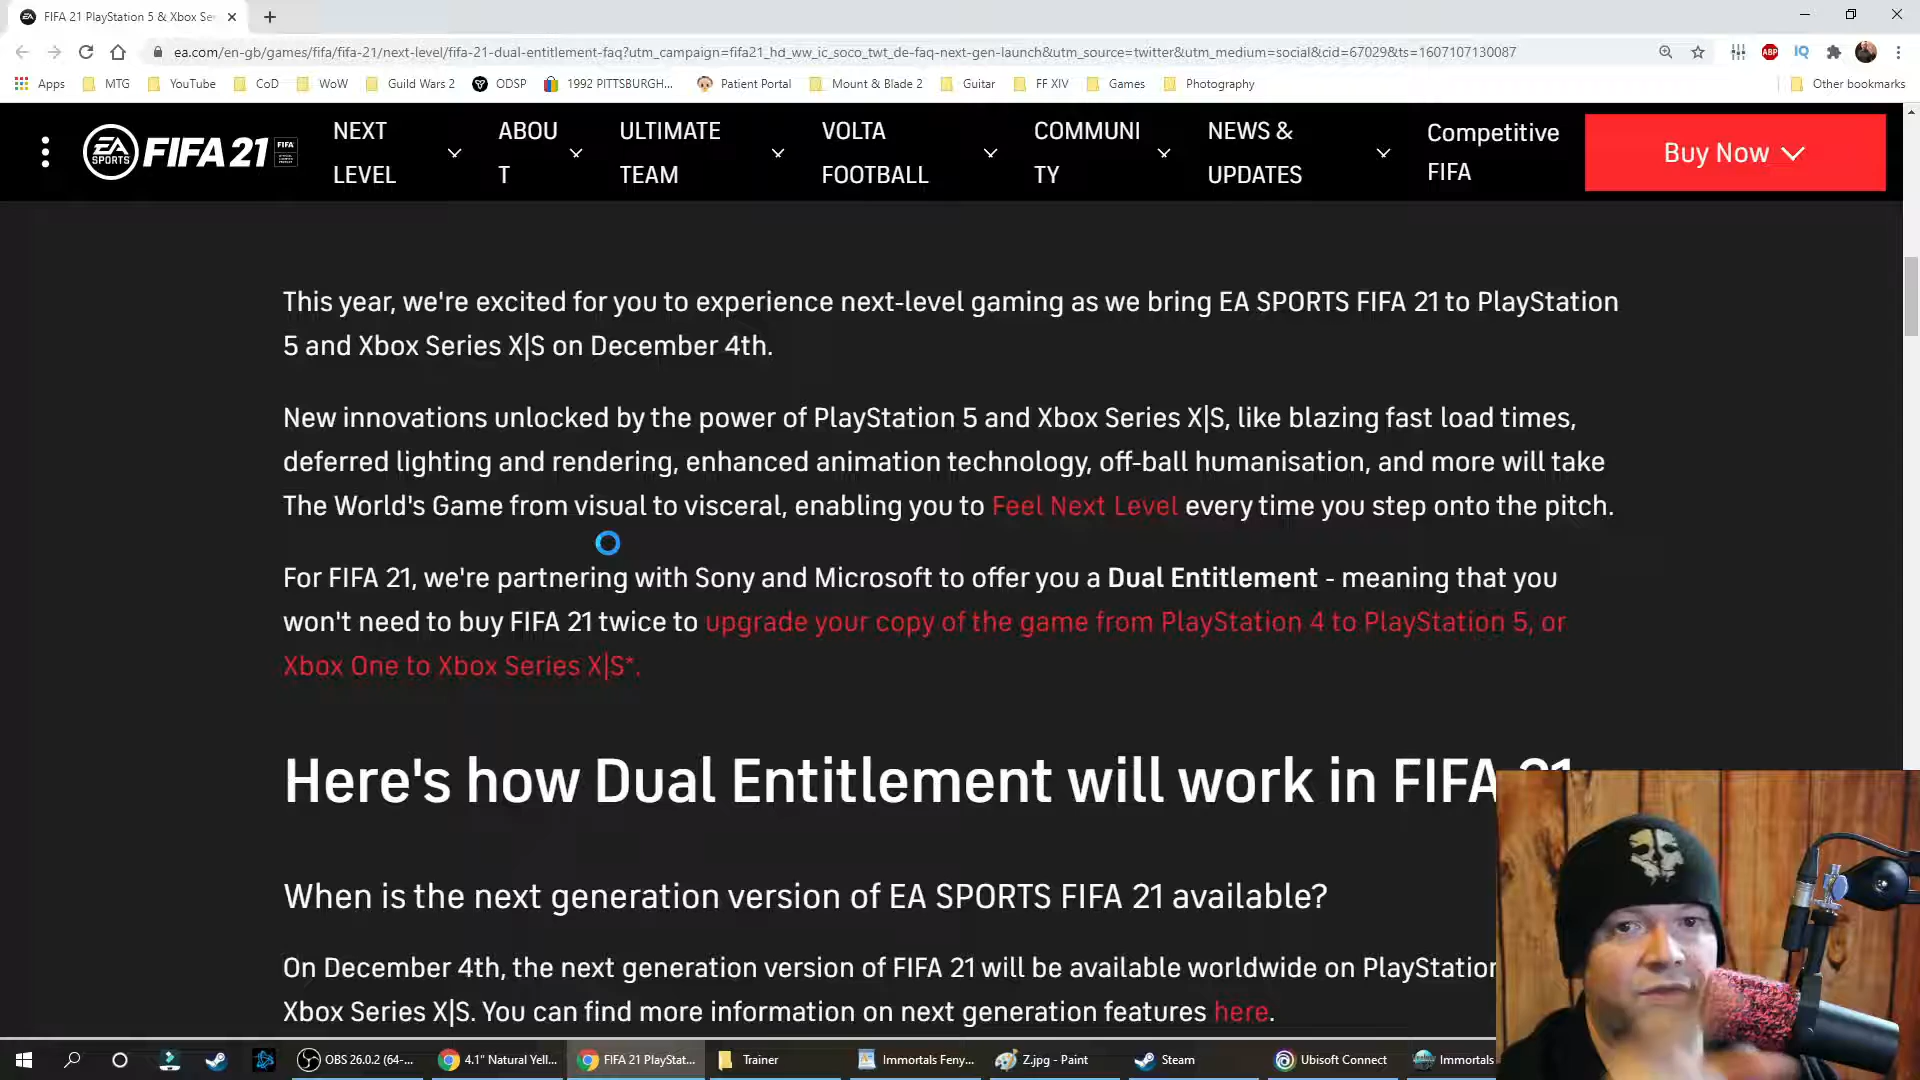 FIFA 21 PlayStation 5 & Xbox Se
ea.com/en-gb/games/fifa/fifa-21/next-level/fifa-21-dual-entitlement-faq?utm_campaign=fifa21_hd_ww_ic_soco_twt_de-faq-next-gen-launch&utm_source=twitter&utm_medium=social&cid=67029&ts=1607107130087
ABP
IQ
Apps MTG YouTube CoD WoW Guild Wars 2 ODSP 1992 PITTSBURGH... Patient Portal Mount & Blade 2 Guitar FF XIV Games Photography Other bookmarks
EA SPORTS FIFA 21
NEXT LEVEL
ABOUT
ULTIMATE TEAM
VOLTA FOOTBALL
COMMUNITY
NEWS & UPDATES
Competitive FIFA
Buy Now
This year, we're excited for you to experience next-level gaming as we bring EA SPORTS FIFA 21 to PlayStation
5 and Xbox Series X|S on December 4th.
New innovations unlocked by the power of PlayStation 5 and Xbox Series X|S, like blazing fast load times,
deferred lighting and rendering, enhanced animation technology, off-ball humanisation, and more will take
The World's Game from visual to visceral, enabling you to Feel Next Level every time you step onto the pitch.
For FIFA 21, we're partnering with Sony and Microsoft to offer you a Dual Entitlement - meaning that you
won't need to buy FIFA 21 twice to upgrade your copy of the game from PlayStation 4 to PlayStation 5, or
Xbox One to Xbox Series X|S*.
Here's how Dual Entitlement will work in FIFA 21
When is the next generation version of EA SPORTS FIFA 21 available?
On December 4th, the next generation version of FIFA 21 will be available worldwide on PlayStation
Xbox Series X|S. You can find more information on next generation features here.
OBS 26.0.2 (64-... 4.1" Natural Yell... FIFA 21 PlayStat... Trainer Immortals Feny... Z.jpg - Paint Steam Ubisoft Connect Immortals